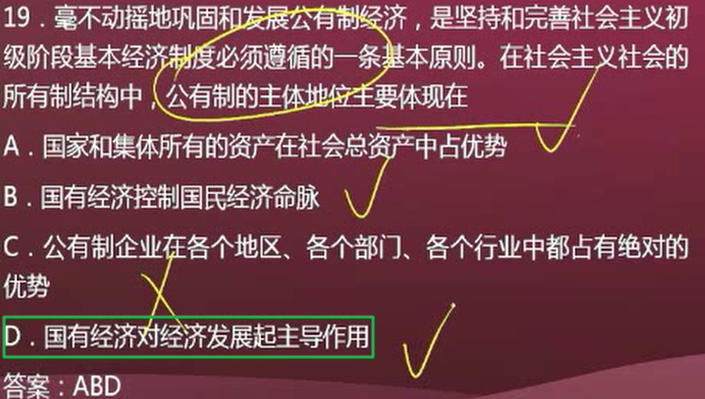 19．毫不动摇地巩固和发展公有制经济，是坚持和完善社会主义初
级阶段基本经济制度必须遵循的一条基本原则。在社会主义社会的
所有制结构中，公有制的主体地位主要体现在
A．国家和集体所有的资产在社会总资产中占优势
B．国有经济控制国民经济命脉
C．公有制企业在各个地区、各个部门、各个行业中都占有绝对的
优势
D．国有经济对经济发展起主导作用
答案：ABD